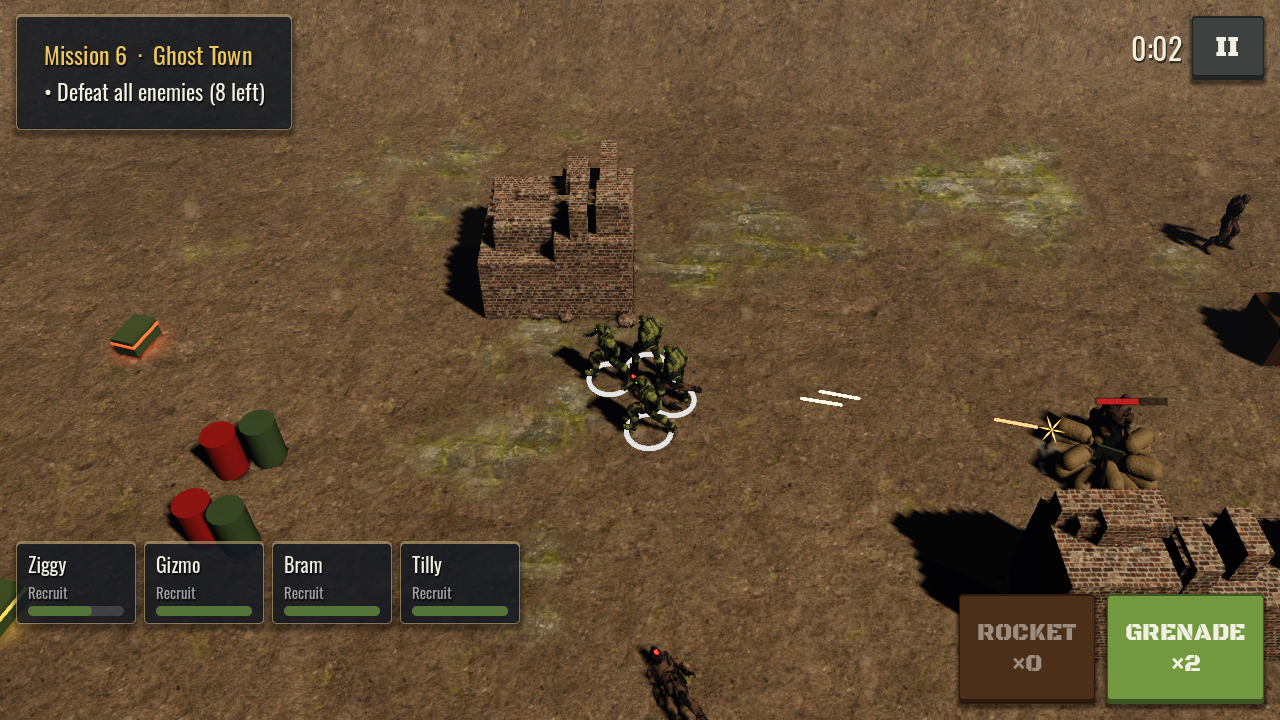 Mission 6 · Ghost Town
• Defeat all enemies (8 left)
0:02
Ziggy
Recruit
Gizmo
Recruit
Bram
Recruit
Tilly
Recruit
ROCKET
×0
GRENADE
×2